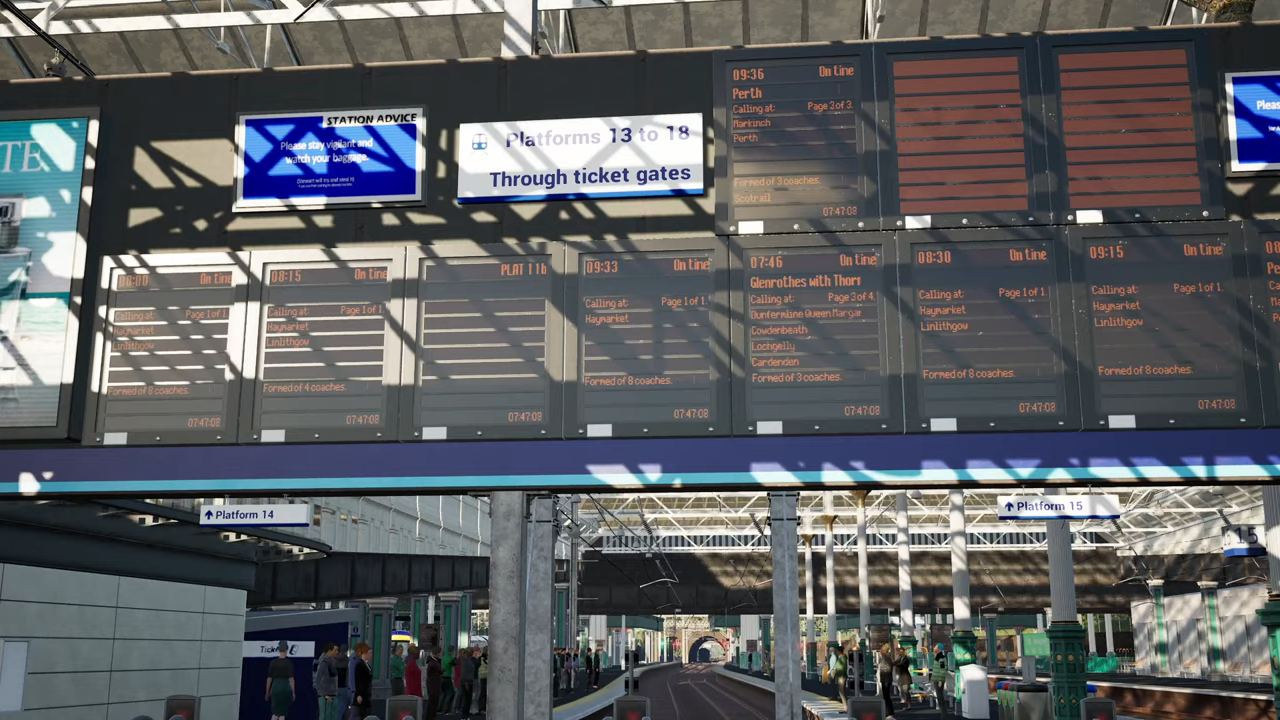 TE
STATION ADVICE
Please stay vigilant and
watch your baggage.
Platforms 13 to 18
Through ticket gates
09:36 On time
Perth
Calling at: Page 2 of 3.
Markinch
Perth
Formed of 3 coaches.
Scotrail
07:47:08
Pleas
08:00 On time
Calling at: Page 1 of 1.
Haymarket
Linlithgow
Formed of 8 coaches.
07:47:08
08:15 On time
Calling at: Page 1 of 1.
Haymarket
Linlithgow
Formed of 4 coaches.
07:47:08
PLAT 11b
07:47:08
09:33 On time
Calling at: Page 1 of 1.
Haymarket
Formed of 8 coaches.
07:47:08
07:46 On time
Glenrothes with Thorr
Calling at: Page 3 of 4.
Dunfermline Queen Margar
Cowdenbeath
Lochgelly
Cardenden
Formed of 3 coaches.
07:47:08
08:30 On time
Calling at: Page 1 of 1.
Haymarket
Linlithgow
Formed of 8 coaches.
07:47:08
09:15 On time
Calling at: Page 1 of 1.
Haymarket
Linlithgow
Formed of 8 coaches.
07:47:08
Platform 14
Platform 15
15
Ticke